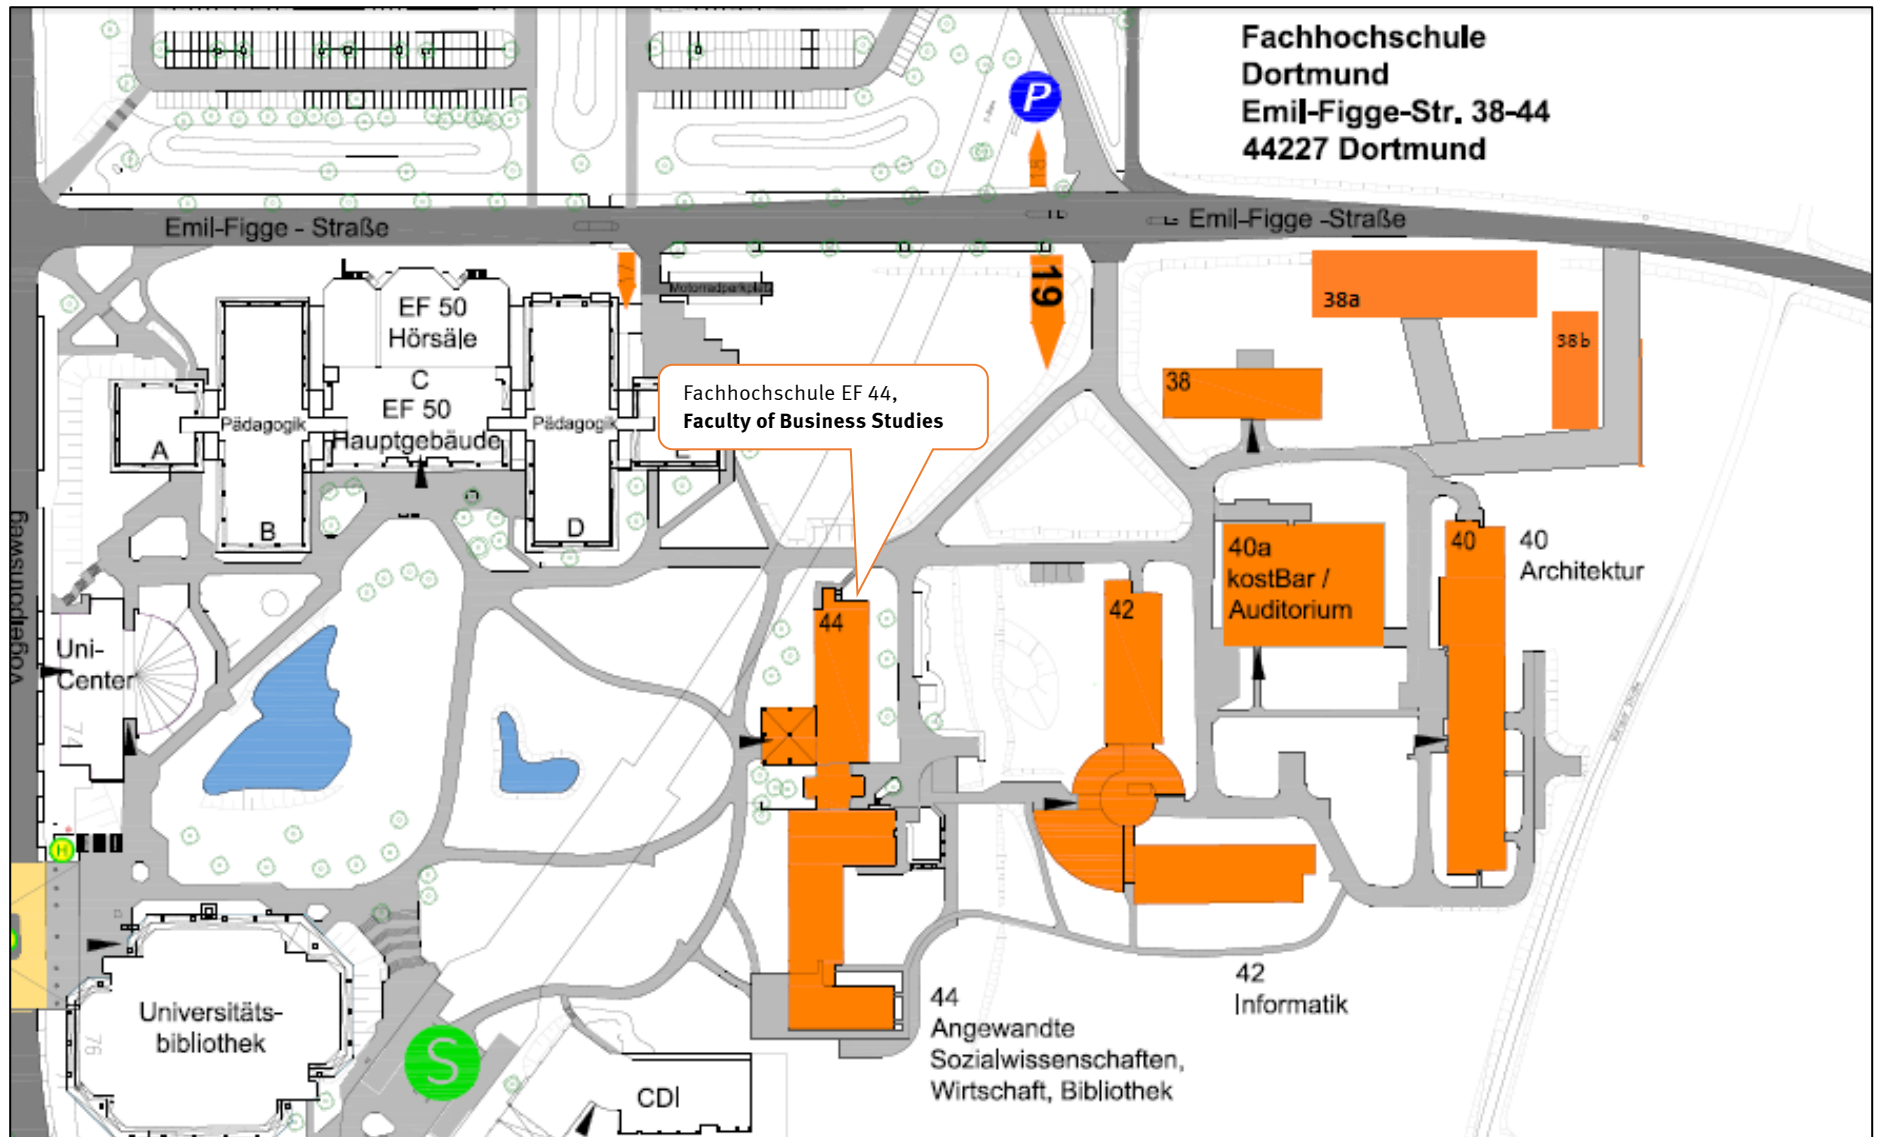 Fachhochschule
Dortmund
Emil-Figge-Str. 38-44
44227 Dortmund
P
Emil-Figge - Straße
Emil-Figge -Straße
19
Motorradparkplatz
EF 50
Hörsäle
C
EF 50
Hauptgebäude
Pädagogik
Pädagogik
A
B
D
Fachhochschule EF 44,
Faculty of Business Studies
38a
38b
38
40a
kostBar /
Auditorium
40
40
Architektur
42
44
Vogelpothsweg
Uni-
Center
74
H
Universitäts-
bibliothek
76
S
CDI
44
Angewandte
Sozialwissenschaften,
Wirtschaft, Bibliothek
42
Informatik